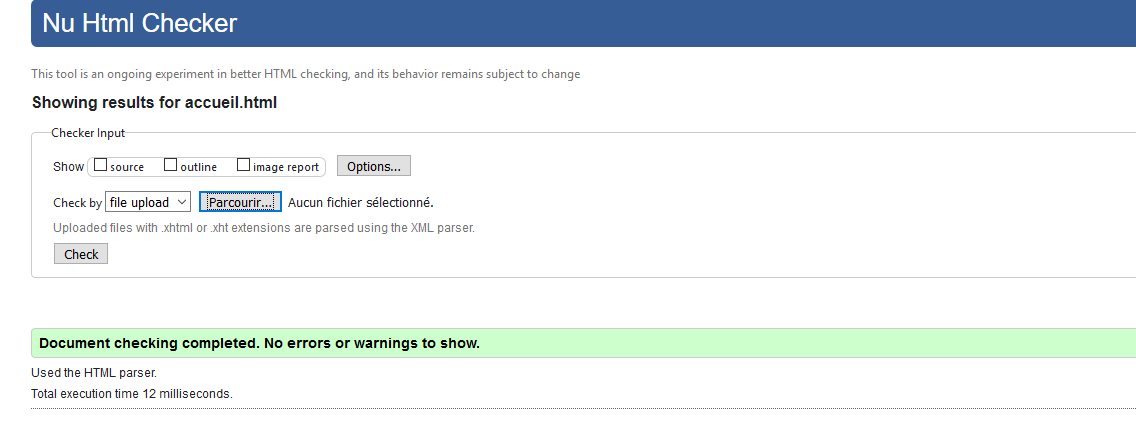 Nu Html Checker
This tool is an ongoing experiment in better HTML checking, and its behavior remains subject to change
Showing results for accueil.html
Checker Input
Show source outline image report Options...
Check by file upload Parcourir... Aucun fichier sélectionné.
Uploaded files with .xhtml or .xht extensions are parsed using the XML parser.
Check
Document checking completed. No errors or warnings to show.
Used the HTML parser.
Total execution time 12 milliseconds.